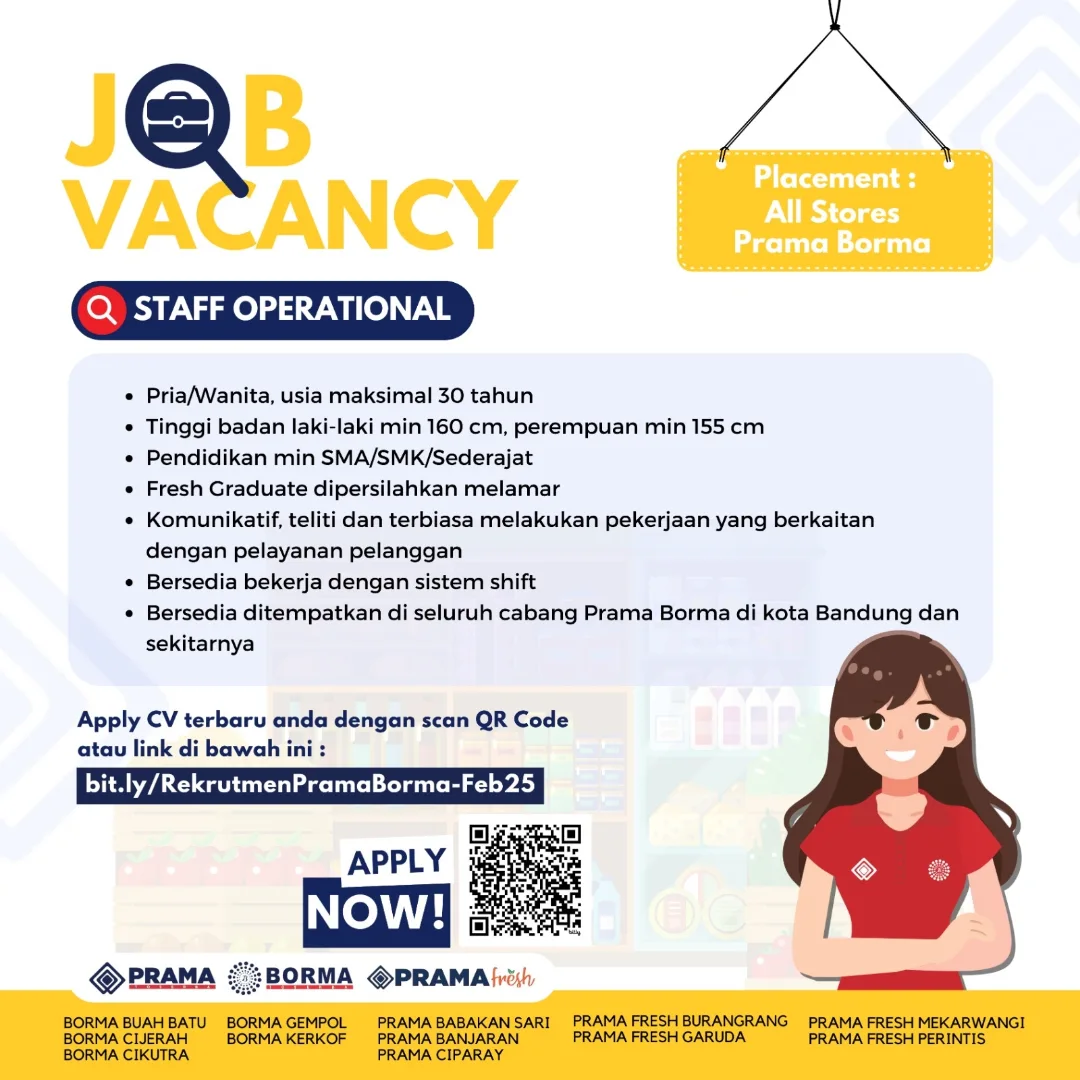 JOB
VACANCY
Placement :
All Stores
Prama Borma
STAFF OPERATIONAL
• Pria/Wanita, usia maksimal 30 tahun
• Tinggi badan laki-laki min 160 cm, perempuan min 155 cm
• Pendidikan min SMA/SMK/Sederajat
• Fresh Graduate dipersilahkan melamar
• Komunikatif, teliti dan terbiasa melakukan pekerjaan yang berkaitan
dengan pelayanan pelanggan
• Bersedia bekerja dengan sistem shift
• Bersedia ditempatkan di seluruh cabang Prama Borma di kota Bandung dan
sekitarnya
Apply CV terbaru anda dengan scan QR Code
atau link di bawah ini :
bit.ly/RekrutmenPramaBorma-Feb25
APPLY
NOW!
bitly
PRAMA
BORMA
PRAMA fresh
BORMA BUAH BATU
BORMA CIJERAH
BORMA CIKUTRA
BORMA GEMPOL
BORMA KERKOF
PRAMA BABAKAN SARI
PRAMA BANJARAN
PRAMA CIPARAY
PRAMA FRESH BURANGRANG
PRAMA FRESH GARUDA
PRAMA FRESH MEKARWANGI
PRAMA FRESH PERINTIS